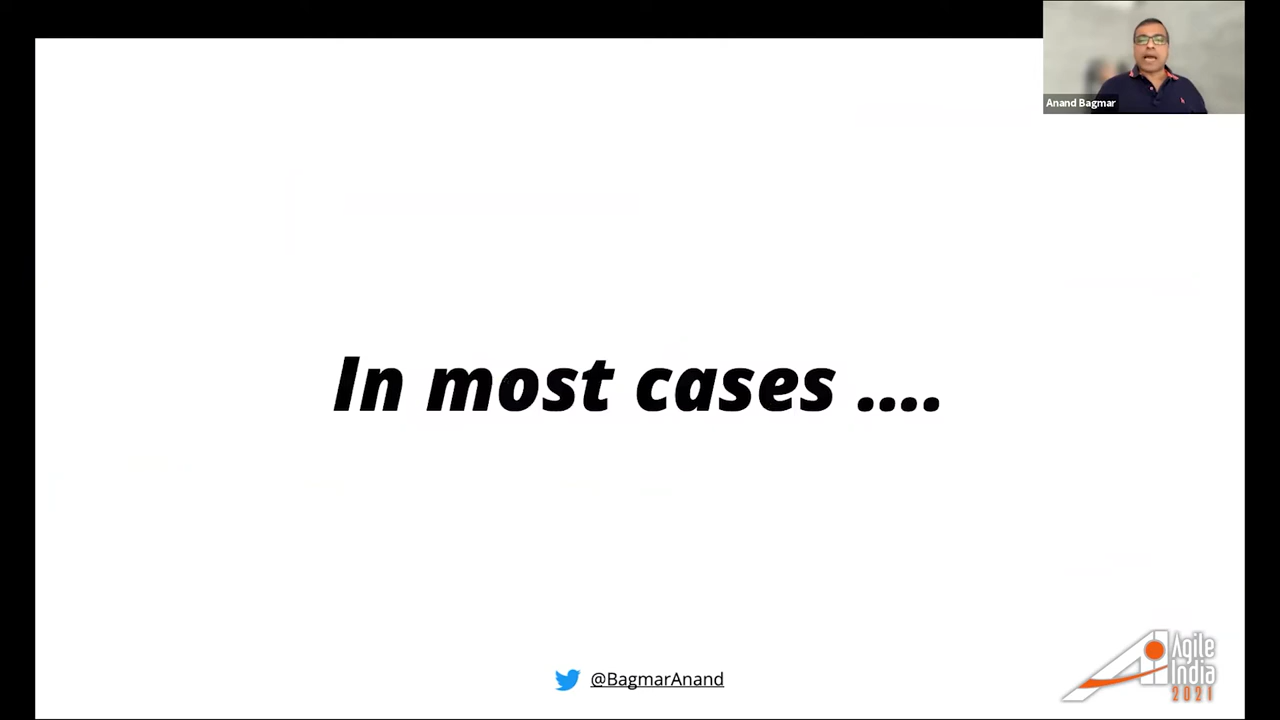 Anand Bagmar
In most cases ....
@BagmarAnand
Agile
India
2021